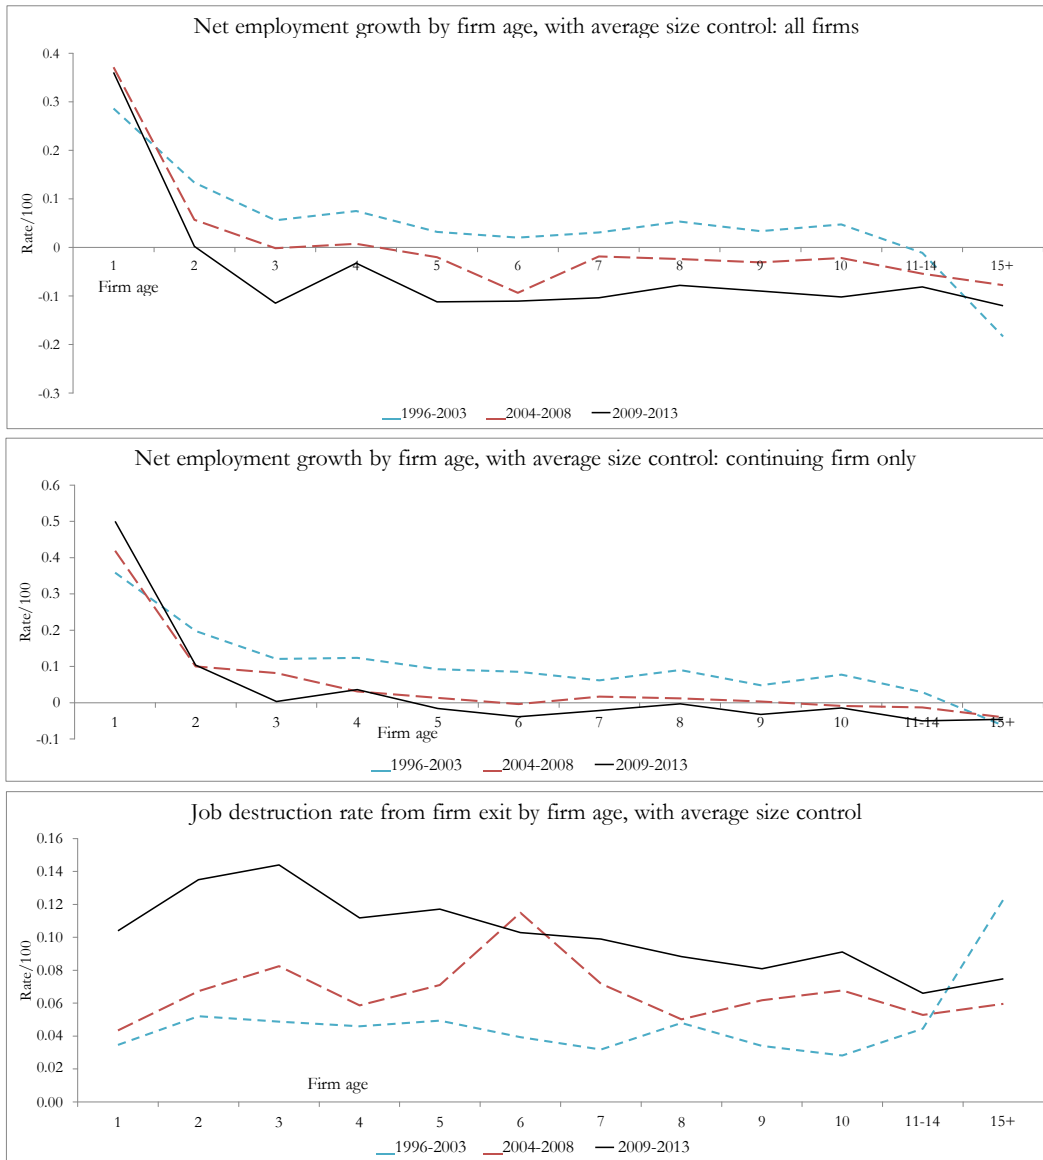 Net employment growth by firm age, with average size control: all firms
0.4
0.3
0.2
0.1
0
-0.1
-0.2
-0.3
Rate/100
1 2 3 4 5 6 7 8 9 10 11-14 15+
Firm age
1996-2003 2004-2008 2009-2013
Net employment growth by firm age, with average size control: continuing firm only
0.6
0.5
0.4
0.3
0.2
0.1
0
-0.1
Rate/100
1 2 3 4 5 6 7 8 9 10 11-14 15+
Firm age
1996-2003 2004-2008 2009-2013
Job destruction rate from firm exit by firm age, with average size control
0.16
0.14
0.12
0.10
0.08
0.06
0.04
0.02
0.00
Rate/100
Firm age
1 2 3 4 5 6 7 8 9 10 11-14 15+
1996-2003 2004-2008 2009-2013